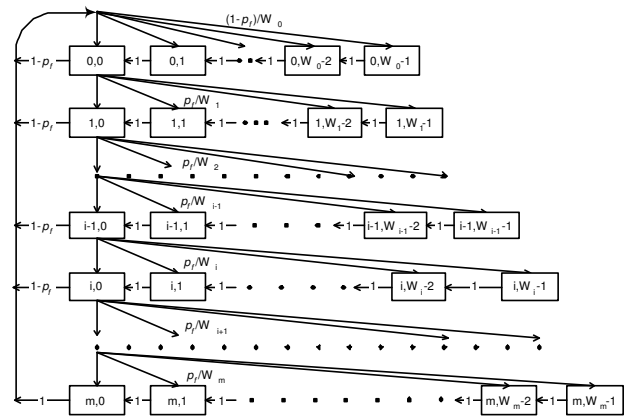 (1-p_f)/W_0
1-p_f 0,0 1 0,1 1 1 0,W_0-2 1 0,W_0-1
p_f/W_1
1-p_f 1,0 1 1,1 1 1 1,W_1-2 1 1,W_1-1
p_f/W_2
p_f/W_i-1
1-p_f i-1,0 1 i-1,1 1 1 i-1,W_i-1-2 1 i-1,W_i-1-1
p_f/W_i
1-p_f i,0 1 i,1 1 1 i,W_i-2 1 i,W_i-1
p_f/W_i+1
p_f/W_m
1 m,0 1 m,1 1 1 m,W_m-2 1 m,W_m-1